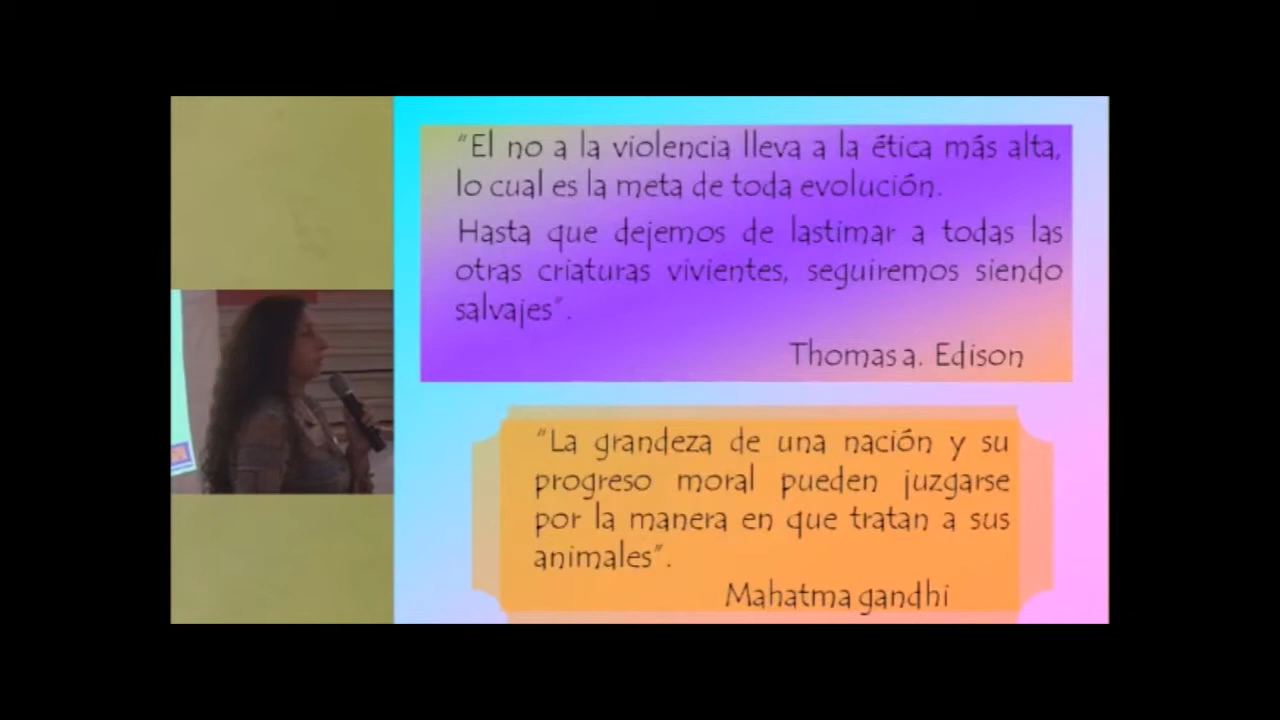 “El no a la violencia lleva a la ética más alta,
lo cual es la meta de toda evolución.
Hasta que dejemos de lastimar a todas las
otras criaturas vivientes, seguiremos siendo
salvajes”.
Thomas a. Edison
“La grandeza de una nación y su
progreso moral pueden juzgarse
por la manera en que tratan a sus
animales”.
Mahatma gandhi